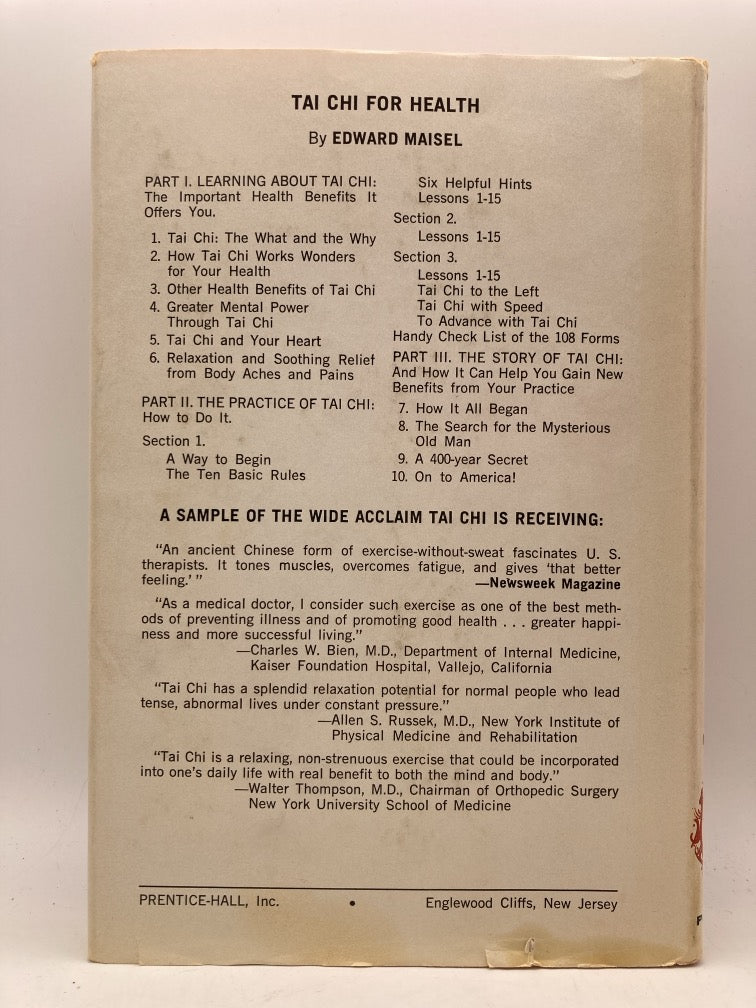 TAI CHI FOR HEALTH
By EDWARD MAISEL
PART I. LEARNING ABOUT TAI CHI:
The Important Health Benefits It
Offers You.
1. Tai Chi: The What and the Why
2. How Tai Chi Works Wonders
for Your Health
3. Other Health Benefits of Tai Chi
4. Greater Mental Power
Through Tai Chi
5. Tai Chi and Your Heart
6. Relaxation and Soothing Relief
from Body Aches and Pains
PART II. THE PRACTICE OF TAI CHI:
How to Do It.
Section 1.
A Way to Begin
The Ten Basic Rules
Six Helpful Hints
Lessons 1-15
Section 2.
Lessons 1-15
Section 3.
Lessons 1-15
Tai Chi to the Left
Tai Chi with Speed
To Advance with Tai Chi
Handy Check List of the 108 Forms
PART III. THE STORY OF TAI CHI:
And How It Can Help You Gain New
Benefits from Your Practice
7. How It All Began
8. The Search for the Mysterious
Old Man
9. A 400-year Secret
10. On to America!
A SAMPLE OF THE WIDE ACCLAIM TAI CHI IS RECEIVING:
"An ancient Chinese form of exercise-without-sweat fascinates U. S.
therapists. It tones muscles, overcomes fatigue, and gives 'that better
feeling.' "
—Newsweek Magazine
"As a medical doctor, I consider such exercise as one of the best meth-
ods of preventing illness and of promoting good health . . . greater happi-
ness and more successful living."
—Charles W. Bien, M.D., Department of Internal Medicine,
Kaiser Foundation Hospital, Vallejo, California
"Tai Chi has a splendid relaxation potential for normal people who lead
tense, abnormal lives under constant pressure."
—Allen S. Russek, M.D., New York Institute of
Physical Medicine and Rehabilitation
"Tai Chi is a relaxing, non-strenuous exercise that could be incorporated
into one's daily life with real benefit to both the mind and body."
—Walter Thompson, M.D., Chairman of Orthopedic Surgery
New York University School of Medicine
PRENTICE-HALL, Inc. • Englewood Cliffs, New Jersey